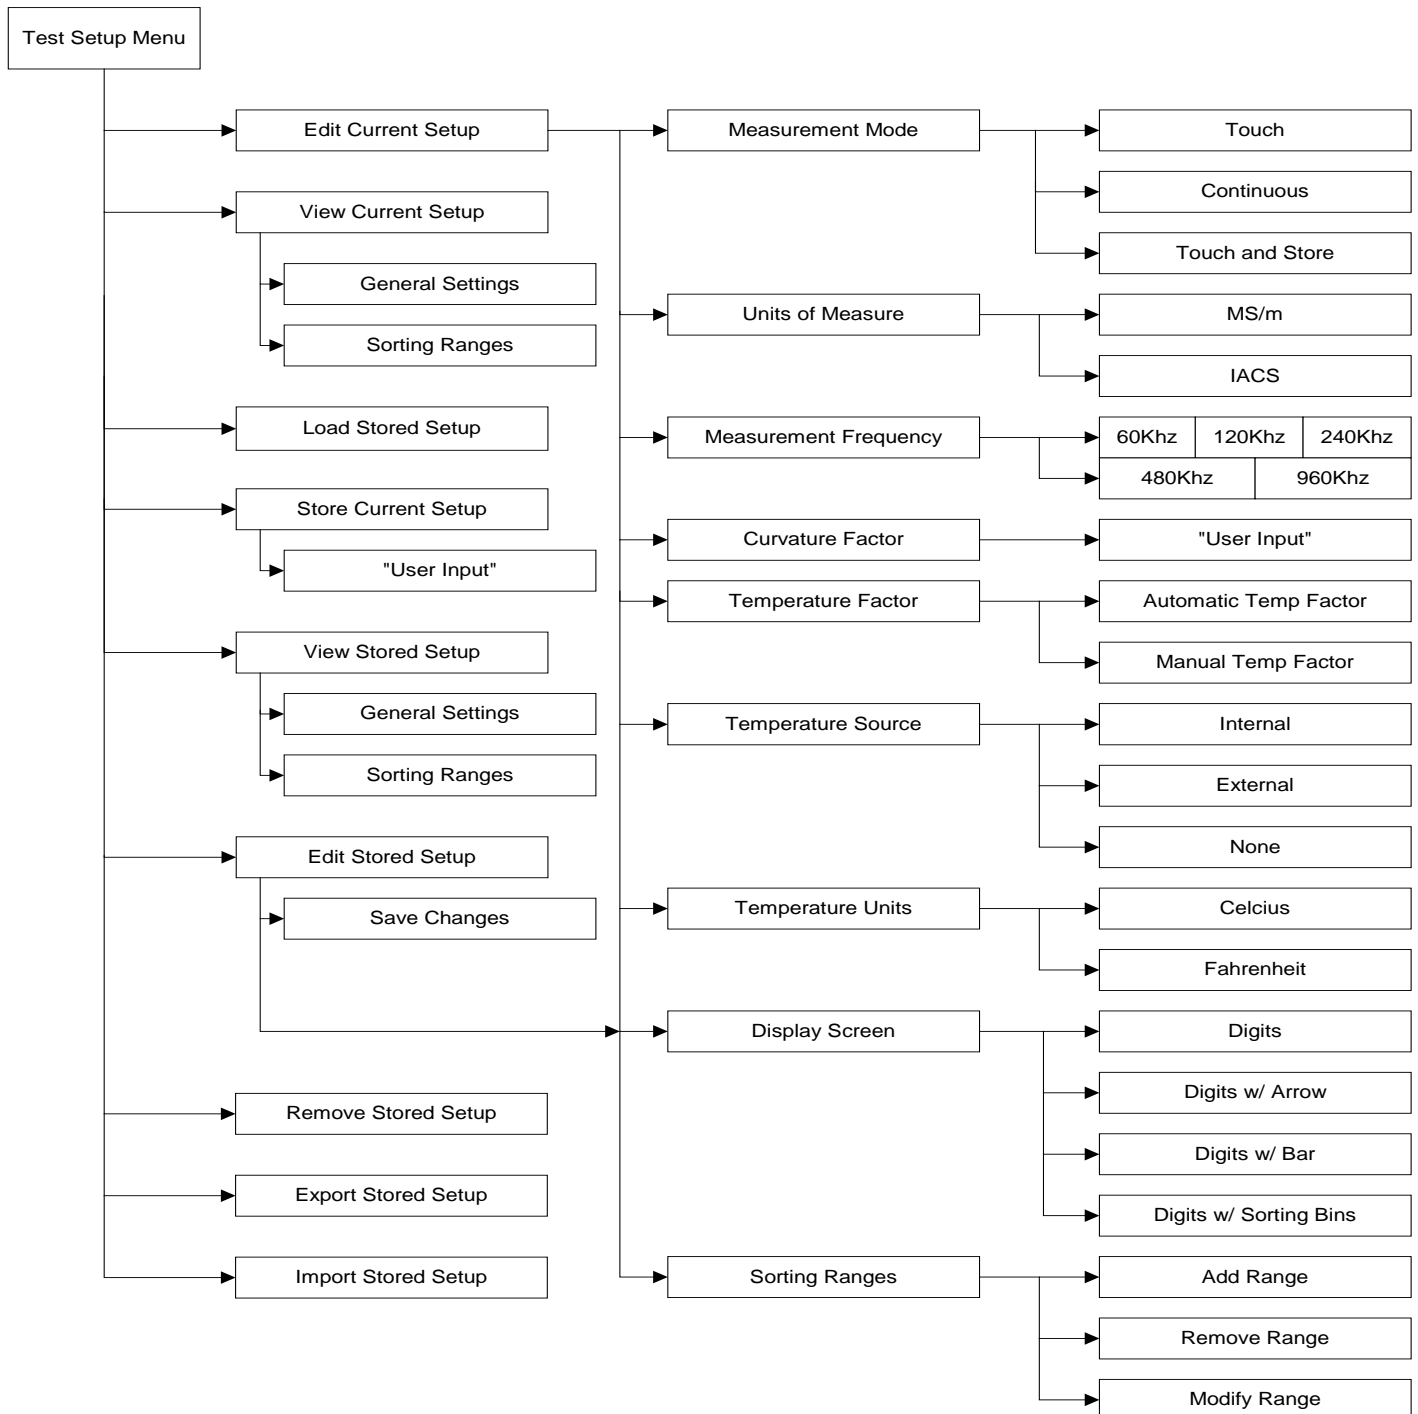 Test Setup Menu
Edit Current Setup
Measurement Mode
Touch
View Current Setup
Continuous
Touch and Store
General Settings
Units of Measure
MS/m
Sorting Ranges
IACS
Load Stored Setup
Measurement Frequency
60Khz 120Khz 240Khz
480Khz 960Khz
Store Current Setup
Curvature Factor
"User Input"
"User Input"
Temperature Factor
Automatic Temp Factor
View Stored Setup
Manual Temp Factor
General Settings
Temperature Source
Internal
Sorting Ranges
External
Edit Stored Setup
None
Save Changes
Temperature Units
Celcius
Fahrenheit
Display Screen
Digits
Remove Stored Setup
Digits w/ Arrow
Digits w/ Bar
Export Stored Setup
Digits w/ Sorting Bins
Import Stored Setup
Sorting Ranges
Add Range
Remove Range
Modify Range